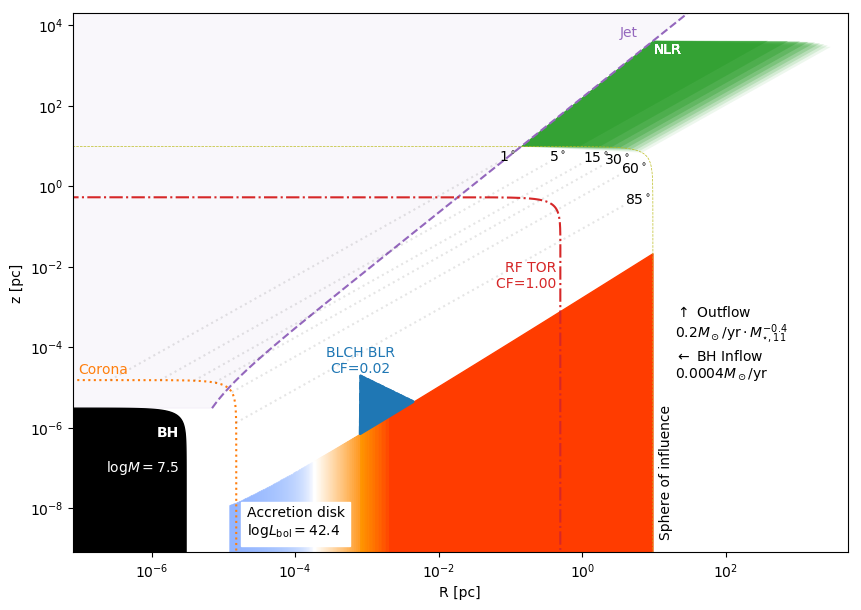 Jet
NLR
1° 5° 15° 30°
60°
85°
RF TOR
CF=1.00
↑ Outflow
0.2M⊙/yr · M⋆,11^−0.4
← BH Inflow
0.0004M⊙/yr
BLCH BLR
CF=0.02
Corona
BH
logM = 7.5
Accretion disk
logL_bol = 42.4
Sphere of influence
z [pc]
10^4
10^2
10^0
10^−2
10^−4
10^−6
10^−8
10^−6 10^−4 10^−2 10^0 10^2
R [pc]